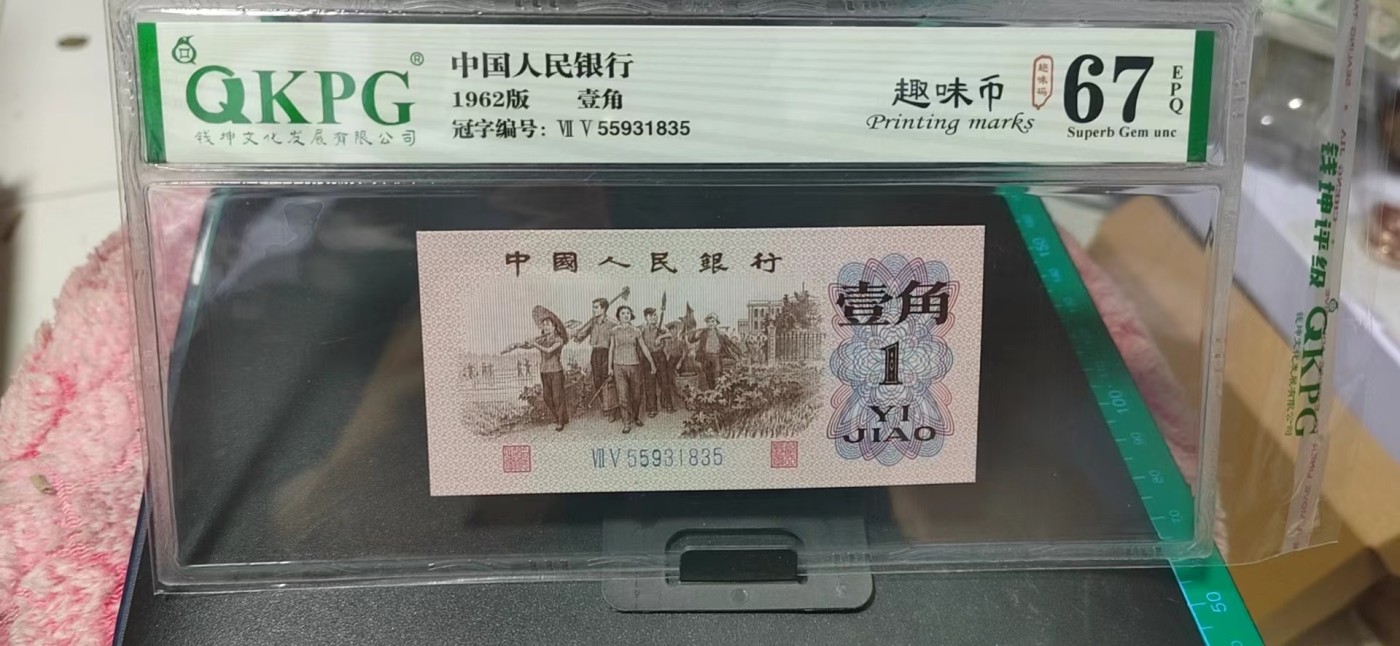 QKPG®
钱坤文化发展有限公司
中国人民银行
1962版 壹角
冠字编号: Ⅶ Ⅴ 55931835
趣味币
Printing marks
趣味码
67
EPQ
Superb Gem unc
中國人民銀行
壹角
1
YI
JIAO
Ⅶ Ⅴ 55931835
钱坤评级 QKPG
100
50